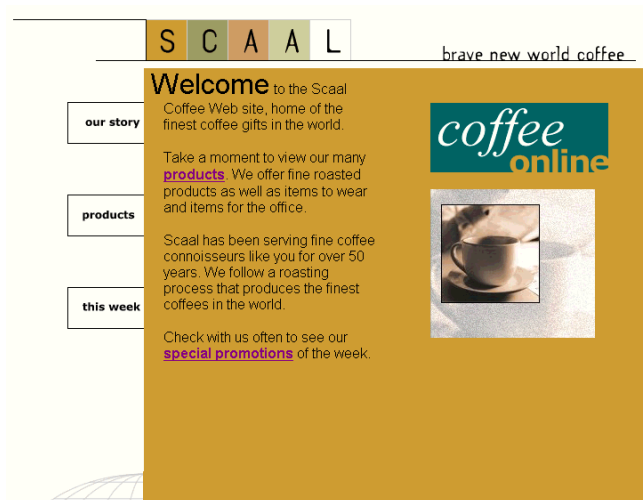 SCAAL
brave new world coffee
our story
products
this week
Welcome to the Scaal
Coffee Web site, home of the
finest coffee gifts in the world.
Take a moment to view our many
products. We offer fine roasted
products as well as items to wear
and items for the office.
Scaal has been serving fine coffee
connoisseurs like you for over 50
years. We follow a roasting
process that produces the finest
coffees in the world.
Check with us often to see our
special promotions of the week.
coffee
online